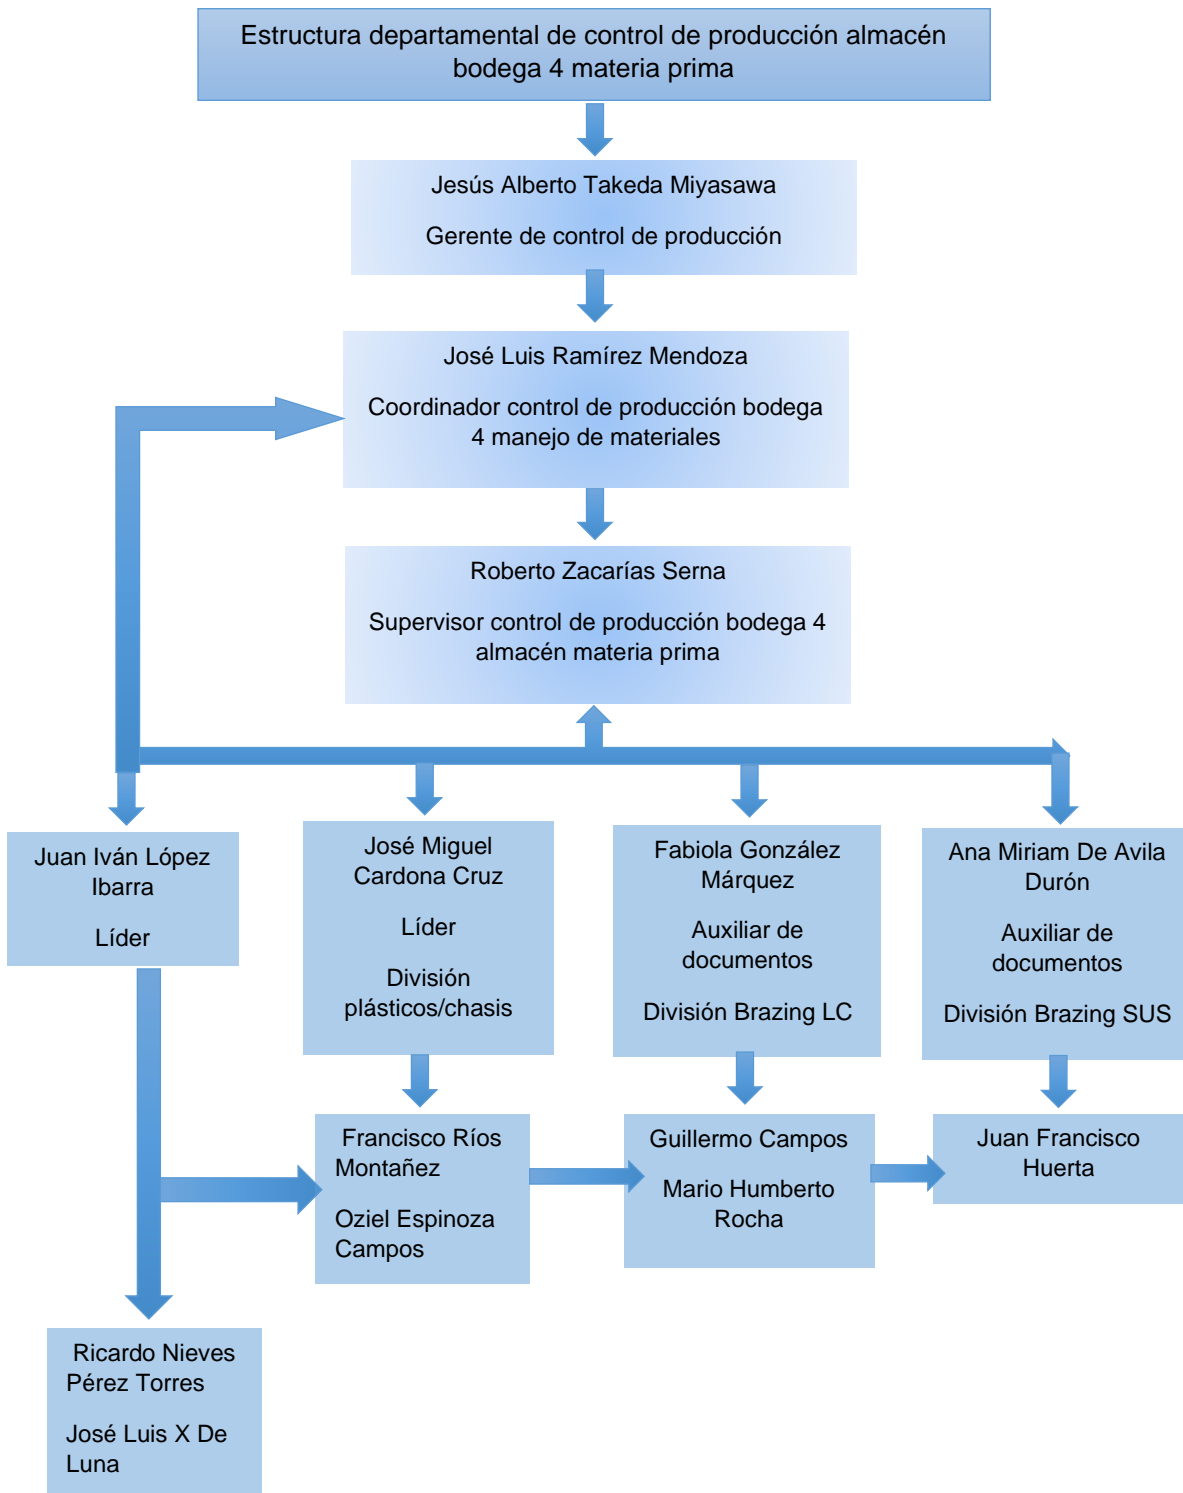 Estructura departamental de control de producción almacén
bodega 4 materia prima
Jesús Alberto Takeda Miyasawa
Gerente de control de producción
José Luis Ramírez Mendoza
Coordinador control de producción bodega
4 manejo de materiales
Roberto Zacarías Serna
Supervisor control de producción bodega 4
almacén materia prima
Juan Iván López
Ibarra
Líder
José Miguel
Cardona Cruz
Líder
División
plásticos/chasis
Fabiola González
Márquez
Auxiliar de
documentos
División Brazing LC
Ana Miriam De Avila
Durón
Auxiliar de
documentos
División Brazing SUS
Francisco Ríos
Montañez
Oziel Espinoza
Campos
Guillermo Campos
Mario Humberto
Rocha
Juan Francisco
Huerta
Ricardo Nieves
Pérez Torres
José Luis X De
Luna